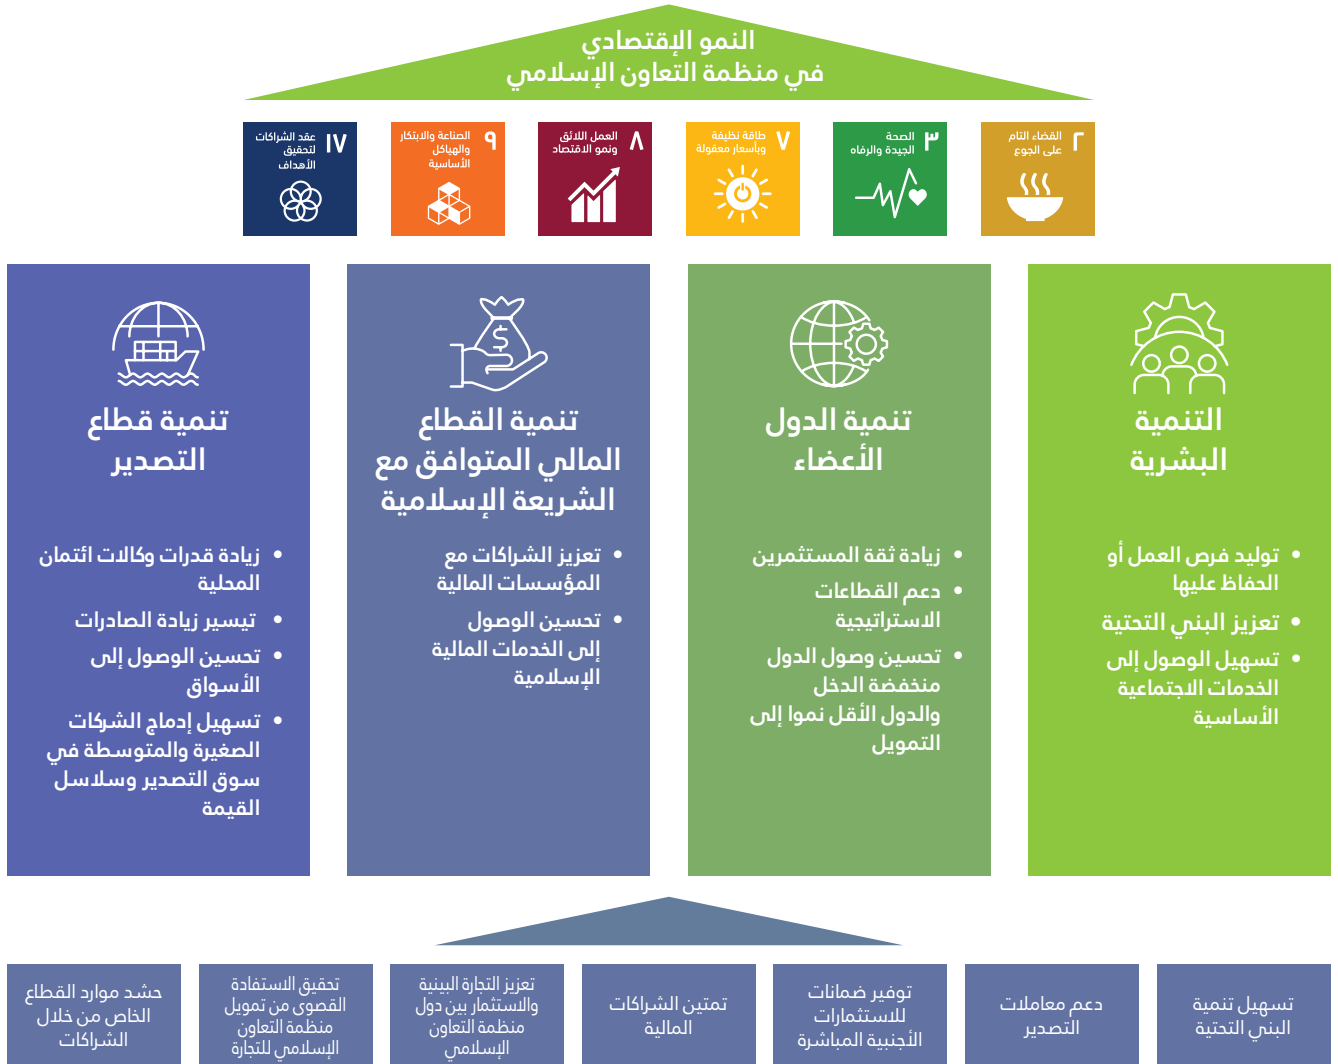 النمو الإقتصادي
في منظمة التعاون الإسلامي
٢
القضاء التام
على الجوع
٣
الصحة
الجيدة والرفاه
٧
طاقة نظيفة
وبأسعار معقولة
٨
العمل اللائق
ونمو الاقتصاد
٩
الصناعة والابتكار
والهياكل
الأساسية
١٧
عقد الشراكات
لتحقيق
الأهداف
التنمية
البشرية
• توليد فرص العمل أو
الحفاظ عليها
• تعزيز البني التحتية
• تسهيل الوصول إلى
الخدمات الاجتماعية
الأساسية
تنمية الدول
الأعضاء
• زيادة ثقة المستثمرين
• دعم القطاعات
الاستراتيجية
• تحسين وصول الدول
منخفضة الدخل
والدول الأقل نموا إلى
التمويل
$
تنمية القطاع
المالي المتوافق مع
الشريعة الإسلامية
• تعزيز الشراكات مع
المؤسسات المالية
• تحسين الوصول
إلى الخدمات المالية
الإسلامية
تنمية قطاع
التصدير
• زيادة قدرات وكالات ائتمان
المحلية
• تيسير زيادة الصادرات
• تحسين الوصول إلى
الأسواق
• تسهيل إدماج الشركات
الصغيرة والمتوسطة في
سوق التصدير وسلاسل
القيمة
تسهيل تنمية
البني التحتية
دعم معاملات
التصدير
توفير ضمانات
للاستثمارات
الأجنبية المباشرة
تمتين الشراكات
المالية
تعزيز التجارة البينية
والاستثمار بين دول
منظمة التعاون
الإسلامي
تحقيق الاستفادة
القصوى من تمويل
منظمة التعاون
الإسلامي للتجارة
حشد موارد القطاع
الخاص من خلال
الشراكات